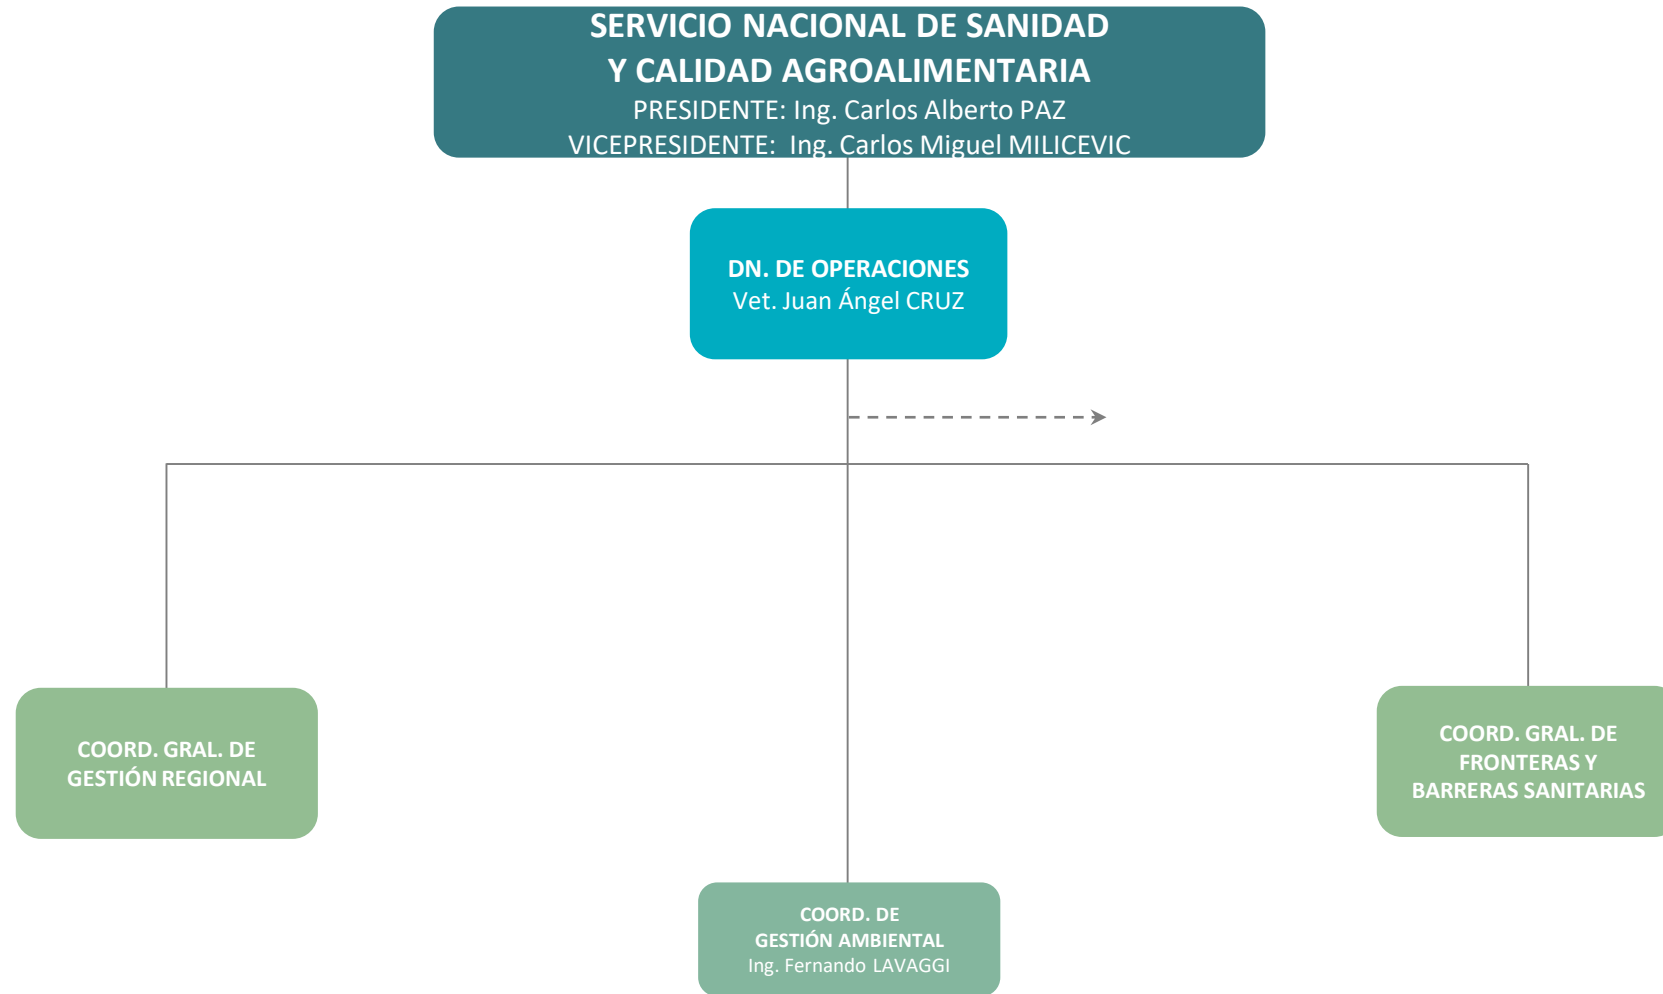 SERVICIO NACIONAL DE SANIDAD
Y CALIDAD AGROALIMENTARIA
PRESIDENTE: Ing. Carlos Alberto PAZ
VICEPRESIDENTE: Ing. Carlos Miguel MILICEVIC
DN. DE OPERACIONES
Vet. Juan Ángel CRUZ
COORD. GRAL. DE
GESTIÓN REGIONAL
COORD. GRAL. DE
FRONTERAS Y
BARRERAS SANITARIAS
COORD. DE
GESTIÓN AMBIENTAL
Ing. Fernando LAVAGGI